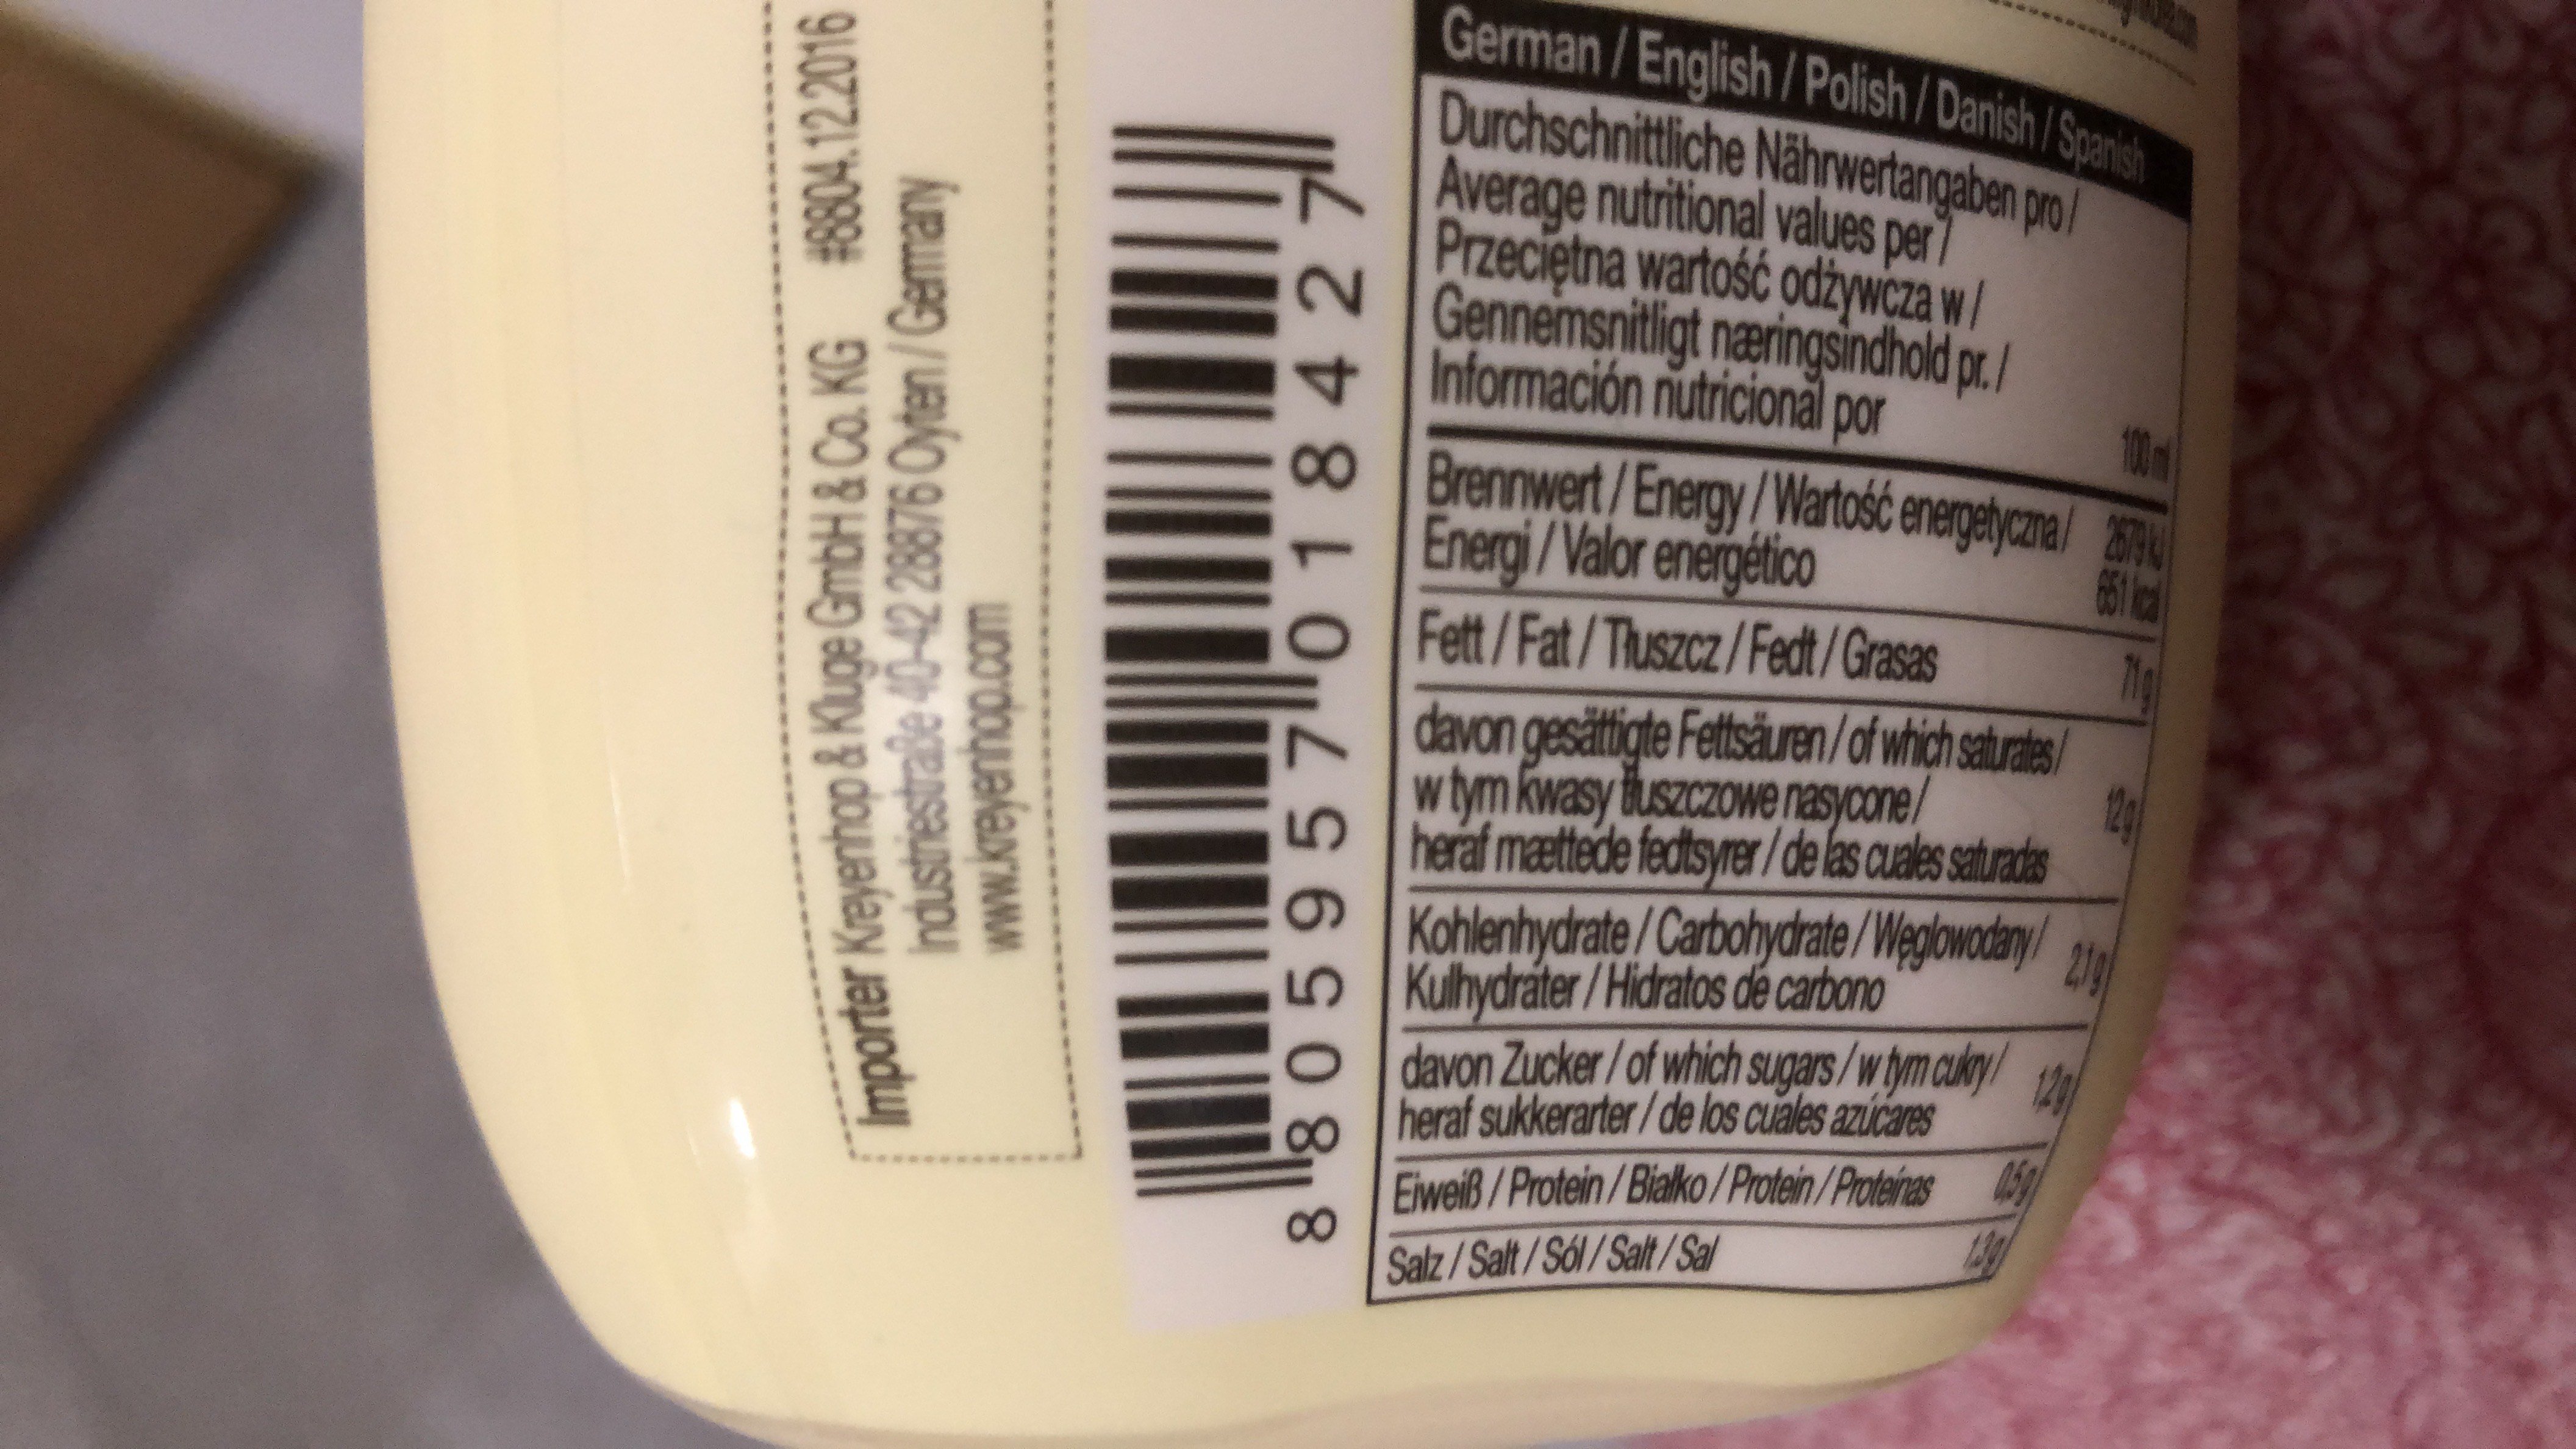 Importer Kreyenhop & Kluge GmbH & Co. KG #8804.12.2016
Industriestraße 40-42 28876 Oyten / Germany
www.kreyenhop.com
8 805957 018427
German / English / Polish / Danish / Spanish
Durchschnittliche Nährwertangaben pro /
Average nutritional values per /
Przeciętna wartość odżywcza w /
Gennemsnitligt næringsindhold pr. /
Información nutricional por 100 ml
Brennwert / Energy / Wartość energetyczna / 2679 kJ
Energi / Valor energético 651 kcal
Fett / Fat / Tłuszcz / Fedt / Grasas 71 g
davon gesättigte Fettsäuren / of which saturates /
w tym kwasy tłuszczowe nasycone / 12 g
heraf mættede fedtsyrer / de las cuales saturadas
Kohlenhydrate / Carbohydrate / Węglowodany / 2,1 g
Kulhydrater / Hidratos de carbono
davon Zucker / of which sugars / w tym cukry / 1,2 g
heraf sukkerarter / de los cuales azúcares
Eiweiß / Protein / Białko / Protein / Proteínas 0,5 g
Salz / Salt / Sól / Salt / Sal 1,3 g